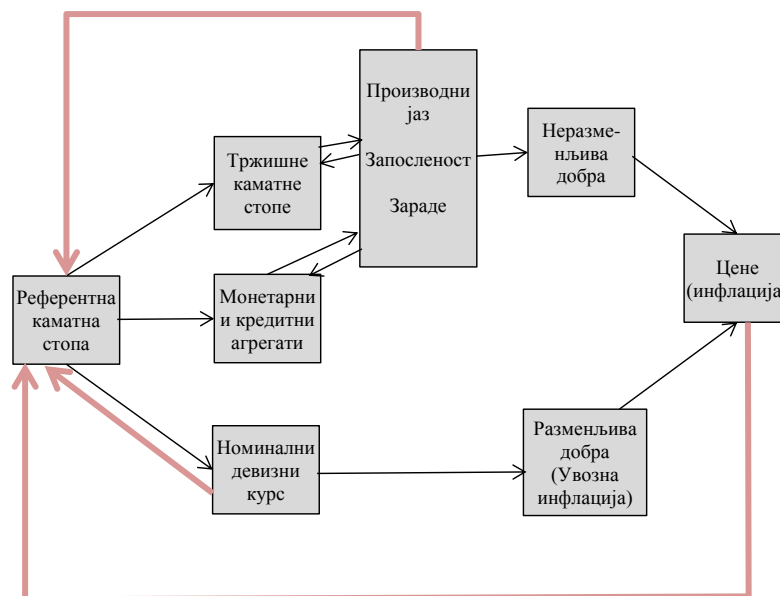 Производни
јаз
Запосленост
Зараде
Неразме-
њљива
добра
Тржишне
каматне
стопе
Цене
(инфлација)
Референтна
каматна
стопа
Монетарни
и кредитни
агрегати
Номинални
девизни
курс
Разменљива
добра
(Увозна
инфлација)